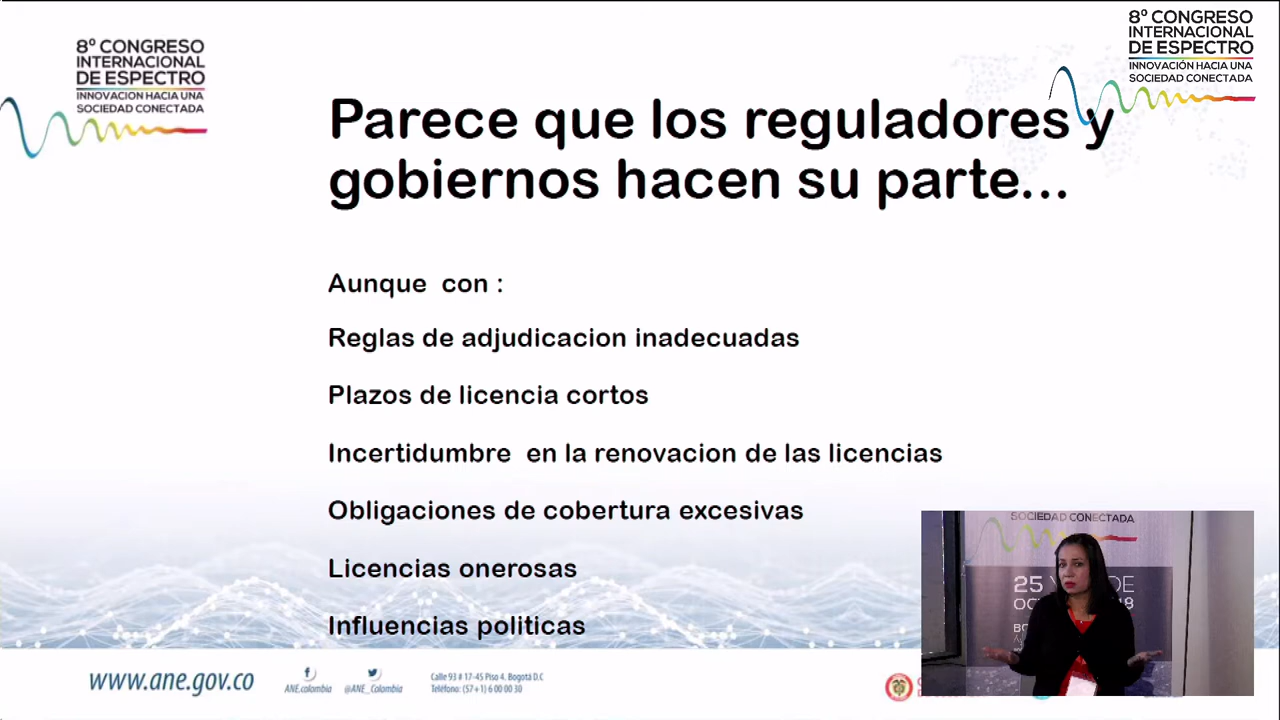 8º CONGRESO
INTERNACIONAL
DE ESPECTRO
INNOVACION HACIA UNA
SOCIEDAD CONECTADA
8º CONGRESO
INTERNACIONAL
DE ESPECTRO
INNOVACIÓN HACIA UNA
SOCIEDAD CONECTADA
Parece que los reguladores y
gobiernos hacen su parte...
Aunque con :
Reglas de adjudicacion inadecuadas
Plazos de licencia cortos
Incertidumbre en la renovacion de las licencias
Obligaciones de cobertura excesivas
Licencias onerosas
Influencias politicas
SOCIEDAD CONECTADA
25
DE
www.ane.gov.co
ANE.colombia
@ANE_Colombia
Calle 93 # 17-45 Piso 4. Bogotá D.C
Teléfono: (57+1) 6 00 00 30